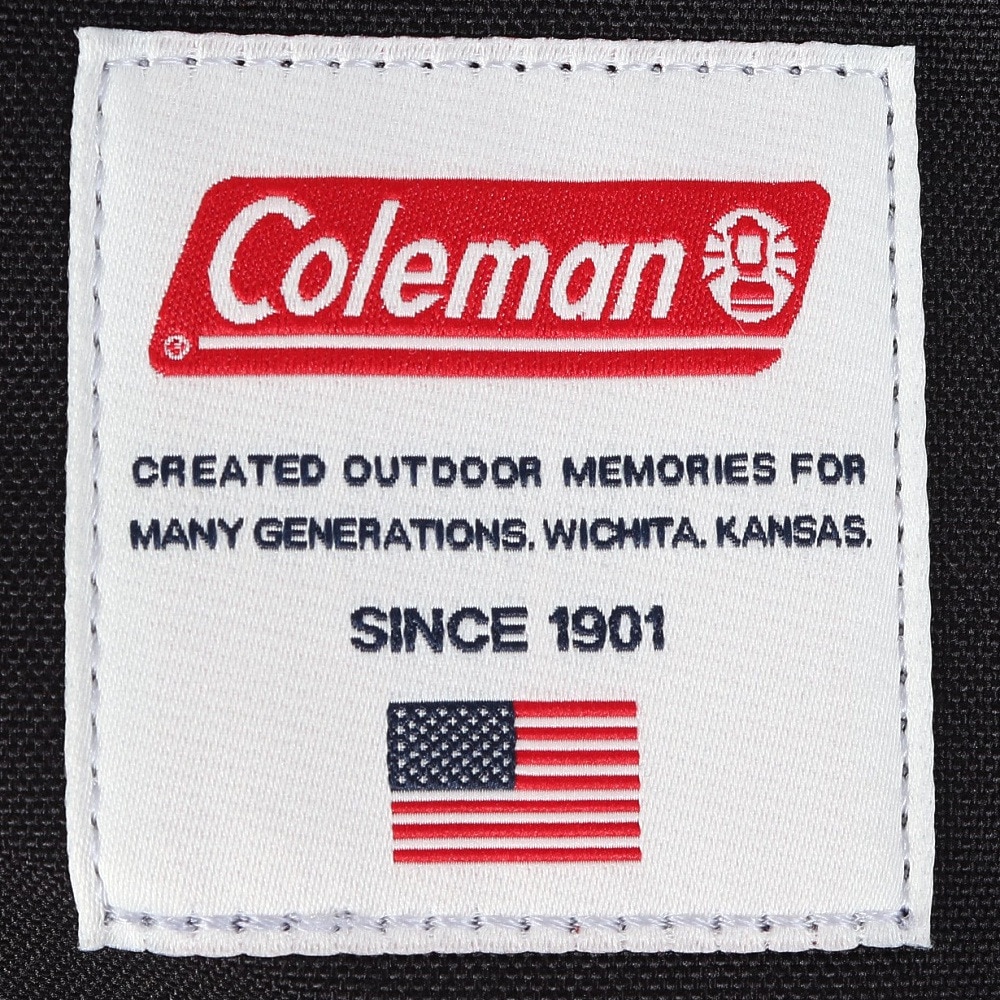 Coleman
®
CREATED OUTDOOR MEMORIES FOR
MANY GENERATIONS. WICHITA. KANSAS.
SINCE 1901